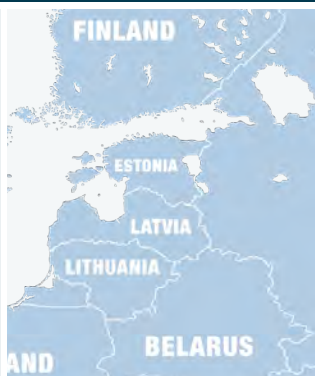 FINLAND
ESTONIA
LATVIA
LITHUANIA
BELARUS
AND